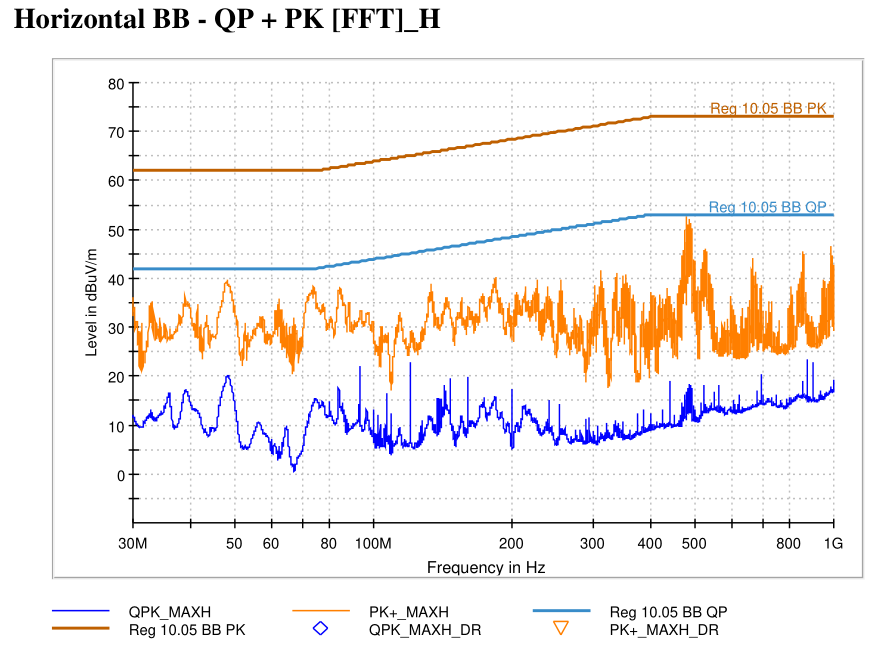 Horizontal BB - QP + PK [FFT]_H
80
Reg 10.05 BB PK
70
60
Reg 10.05 BB QP
50
40
30
20
10
0
Level in dBuV/m
30M 50 60 80 100M 200 300 400 500 800 1G
Frequency in Hz
QPK_MAXH PK+_MAXH Reg 10.05 BB QP
Reg 10.05 BB PK QPK_MAXH_DR PK+_MAXH_DR